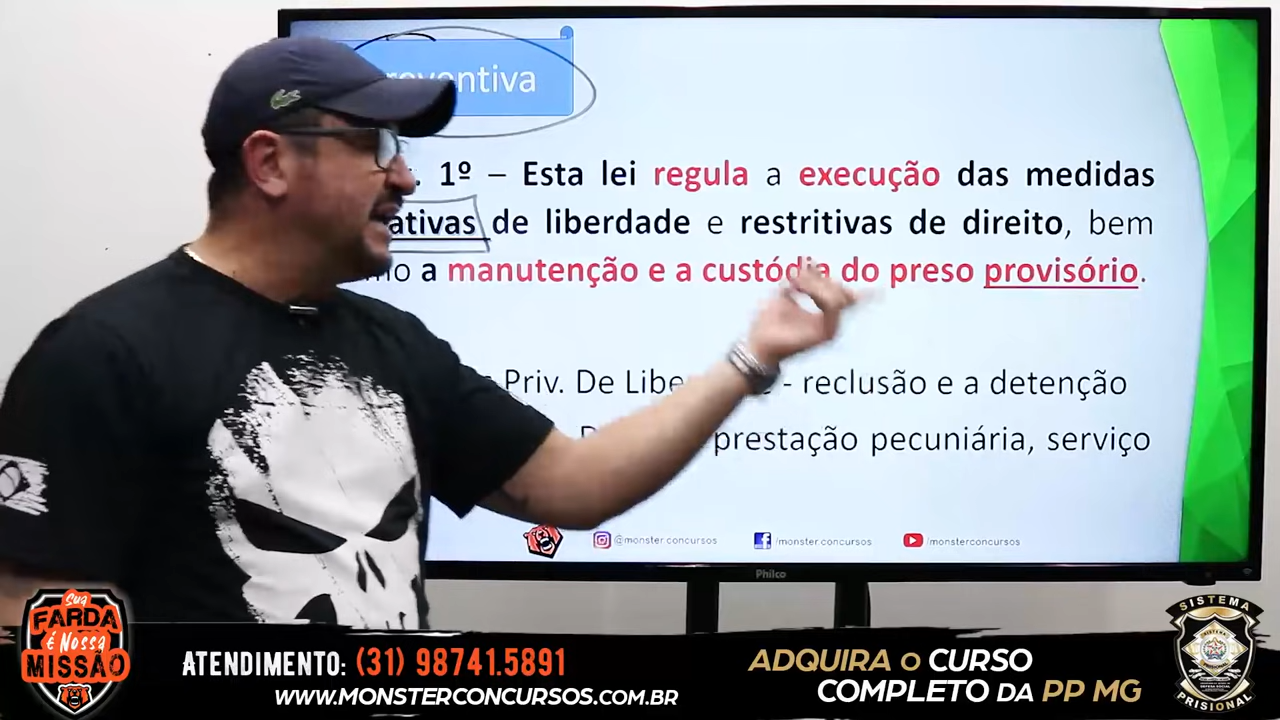 eventiva
. 1º – Esta lei regula a execução das medidas
ativas de liberdade e restritivas de direito, bem
mo a manutenção e a custódia do preso provisório.
Priv. De Libe - reclusão e a detenção
prestação pecuniária, serviço
@monster.concursos /monster.concursos /monsterconcursos
Philco
Sua
FARDA
é Nossa
MISSÃO
ATENDIMENTO: (31) 98741.5891
WWW.MONSTERCONCURSOS.COM.BR
ADQUIRA O CURSO
COMPLETO DA PP MG
SISTEMA
PRISIONAL